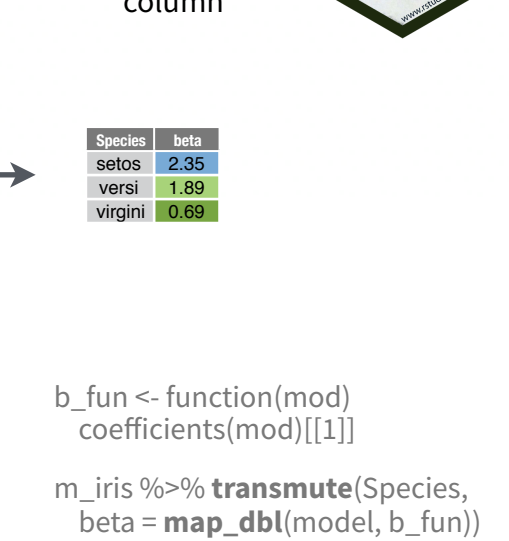 column
Species beta
setos 2.35
versi 1.89
virgini 0.69
b_fun <- function(mod)
coefficients(mod)[[1]]
m_iris %>% transmute(Species,
beta = map_dbl(model, b_fun))